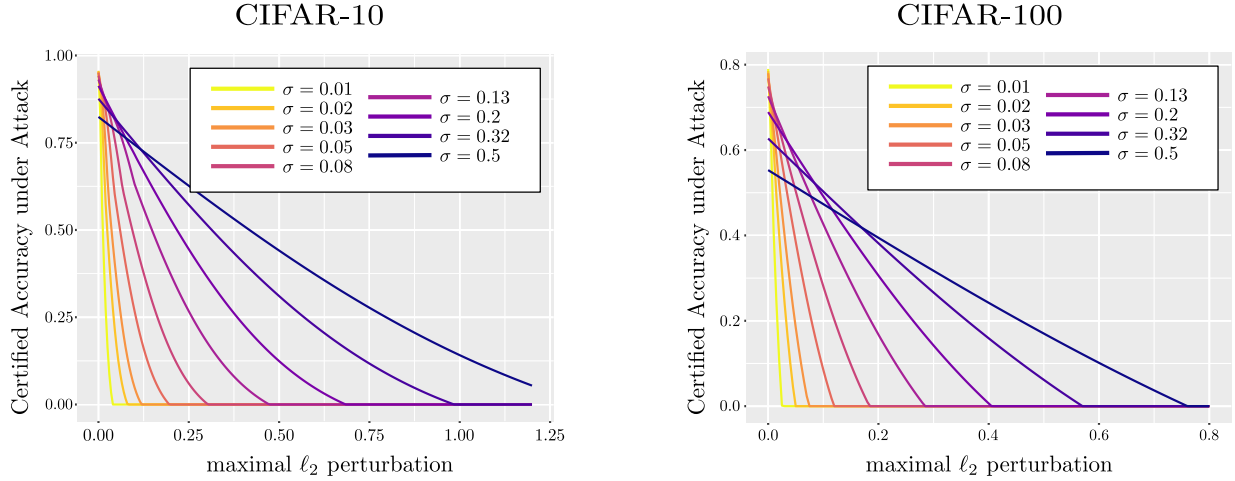 CIFAR-10
Certified Accuracy under Attack
1.00
0.75
0.50
0.25
0.00
σ = 0.01
σ = 0.02
σ = 0.03
σ = 0.05
σ = 0.08
σ = 0.13
σ = 0.2
σ = 0.32
σ = 0.5
0.00 0.25 0.50 0.75 1.00 1.25
maximal ℓ₂ perturbation
CIFAR-100
Certified Accuracy under Attack
0.8
0.6
0.4
0.2
0.0
σ = 0.01
σ = 0.02
σ = 0.03
σ = 0.05
σ = 0.08
σ = 0.13
σ = 0.2
σ = 0.32
σ = 0.5
0.0 0.2 0.4 0.6 0.8
maximal ℓ₂ perturbation